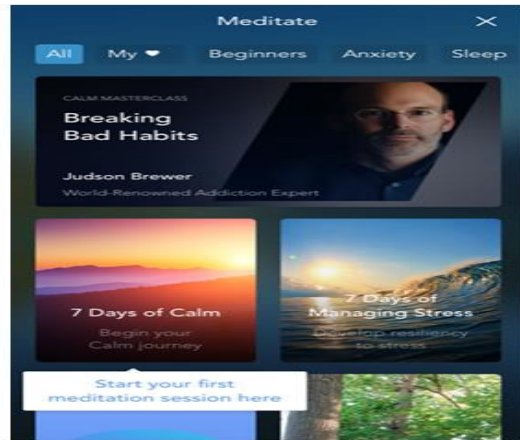 Meditate
All My Beginners Anxiety Sleep
CALM MASTERCLASS
Breaking
Bad Habits
Judson Brewer
World-Renowned Addiction Expert
7 Days of Calm
Begin your
Calm journey
7 Days of
Managing Stress
Develop resiliency
to stress
Start your first
meditation session here